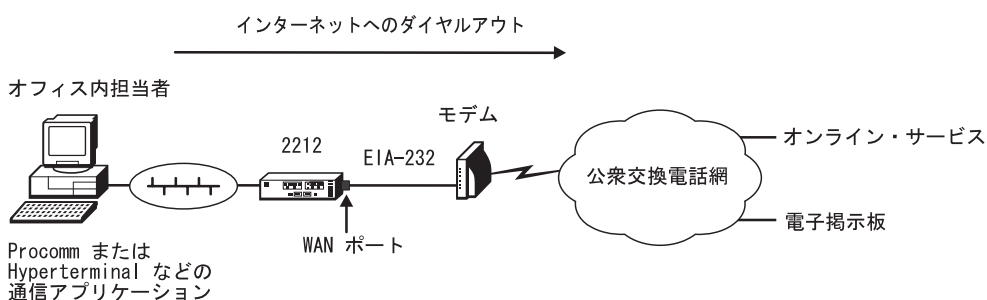 インターネットへのダイヤルアウト
オフィス内担当者
モデム
2212
EIA-232
オンライン・サービス
公衆交換電話網
電子掲示板
WAN ポート
Procomm または
Hyperterminal などの
通信アプリケーション